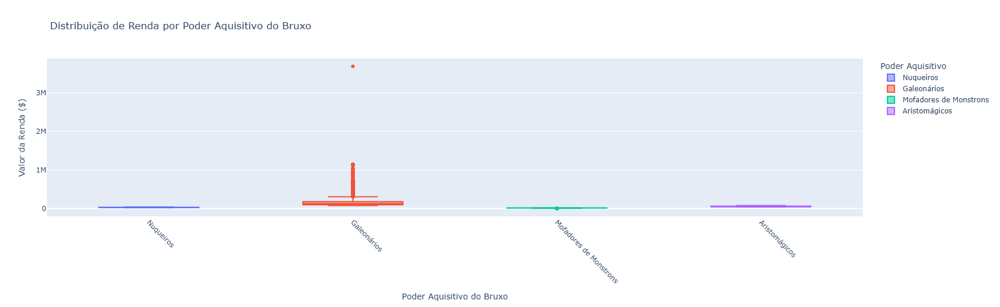 Distribuição de Renda por Poder Aquisitivo do Bruxo
Valor da Renda ($)
3M
2M
1M
0
Nuqueiros
Galeonários
Mofadores de Monstrons
Aristomágicos
Poder Aquisitivo do Bruxo
Poder Aquisitivo
Nuqueiros
Galeonários
Mofadores de Monstrons
Aristomágicos